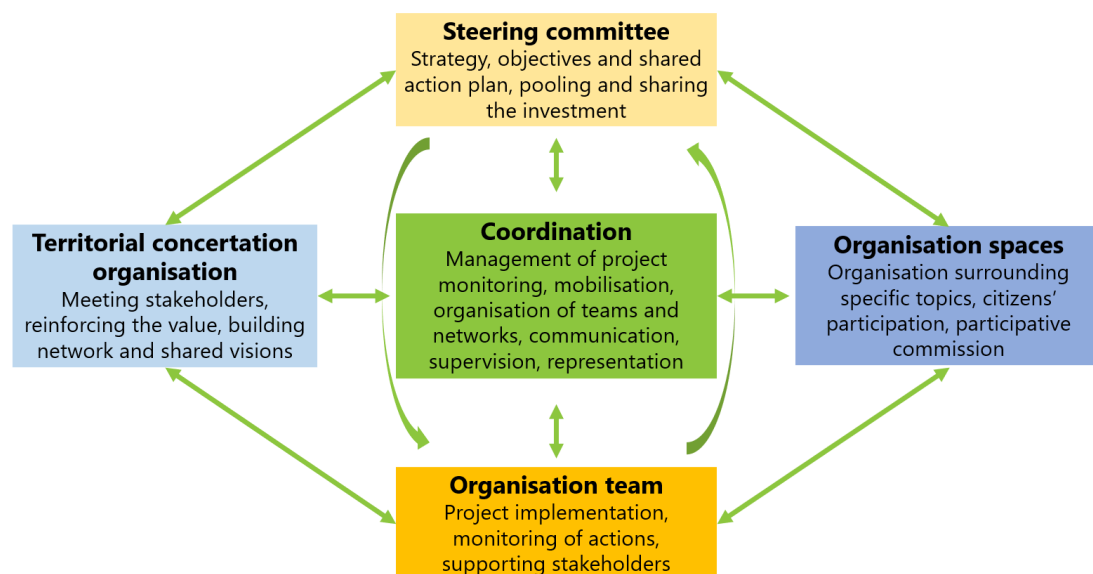 Steering committee
Strategy, objectives and shared
action plan, pooling and sharing
the investment
Territorial concertation
organisation
Meeting stakeholders,
reinforcing the value, building
network and shared visions
Coordination
Management of project
monitoring, mobilisation,
organisation of teams and
networks, communication,
supervision, representation
Organisation spaces
Organisation surrounding
specific topics, citizens’
participation, participative
commission
Organisation team
Project implementation,
monitoring of actions,
supporting stakeholders